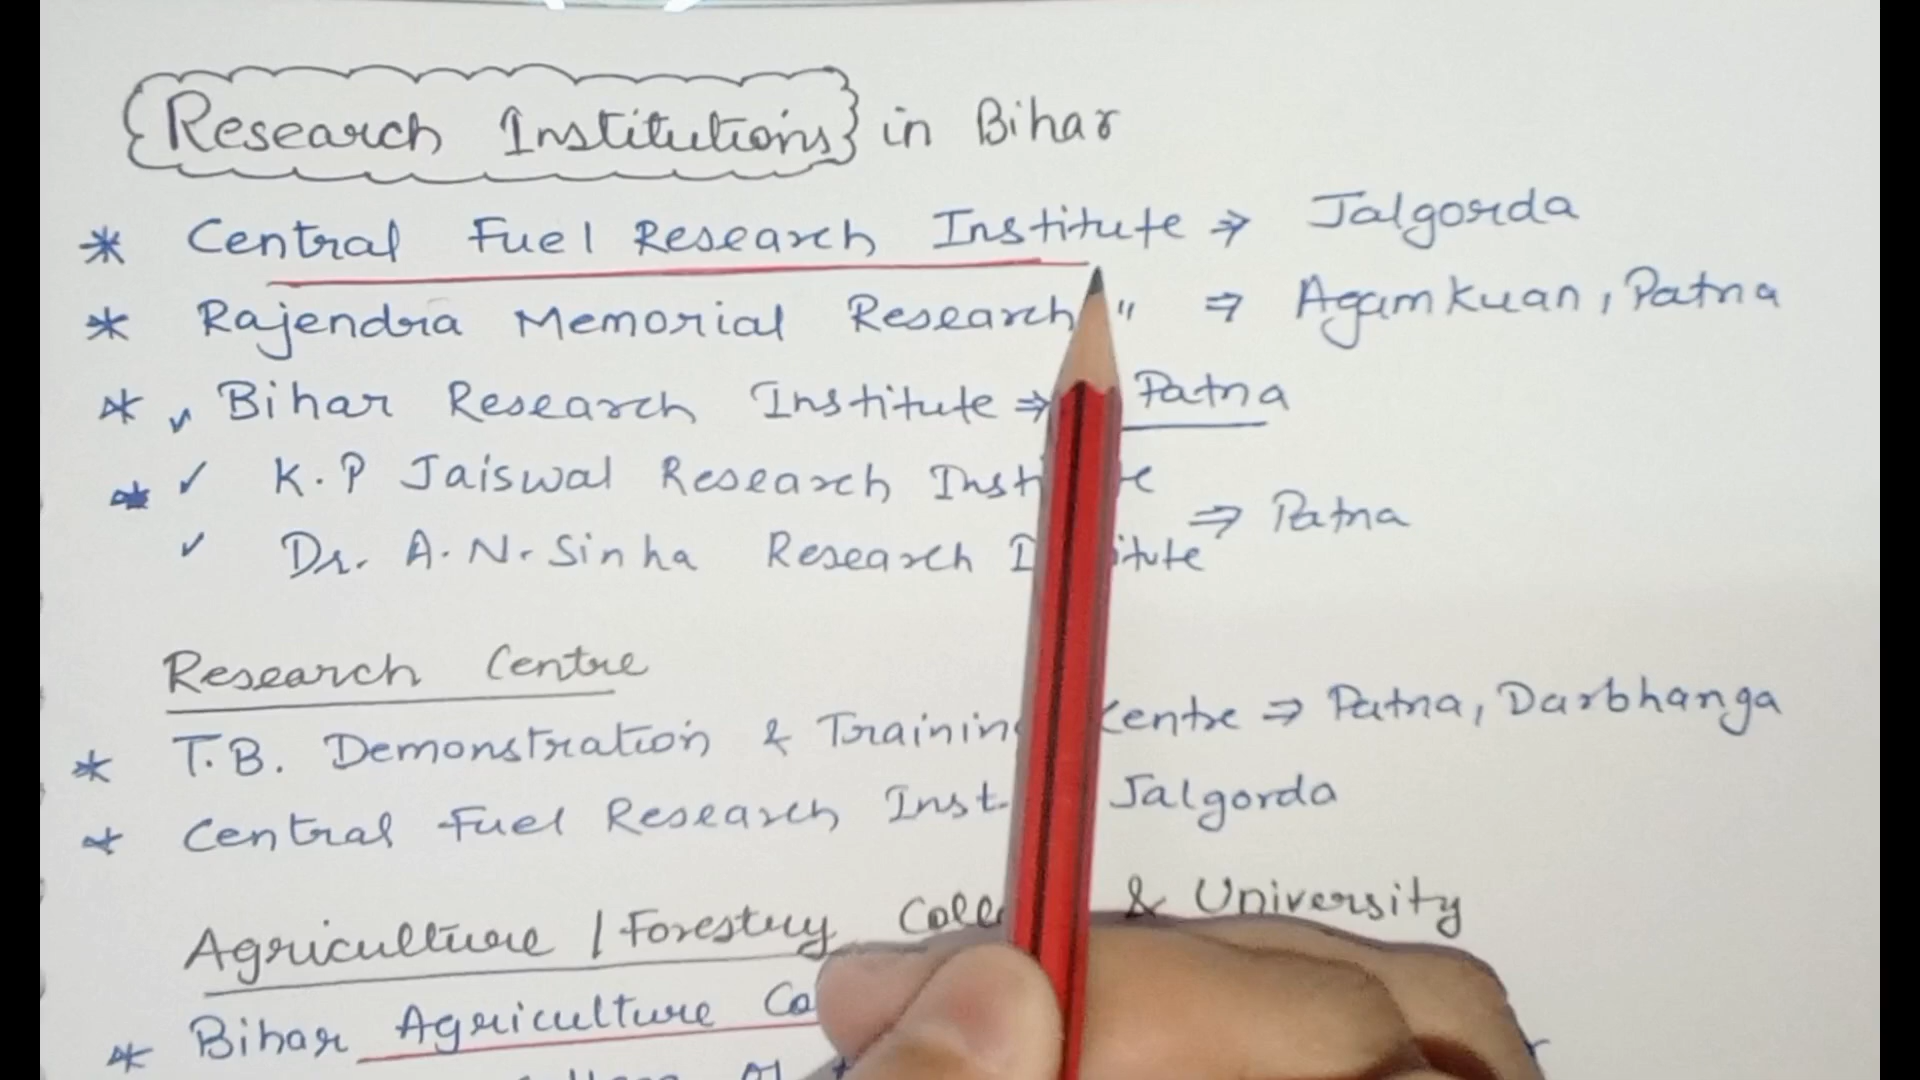 Research Institutions in Bihar
* Central Fuel Research Institute ⇒ Jalgorda
* Rajendra Memorial Research " ⇒ Agamkuan, Patna
* ✓ Bihar Research Institute ⇒ Patna
* ✓ K.P Jaiswal Research
✓ Dr. A.N. Sinha Research ⇒ Patna
Research Centre
* T.B. Demonstration & Training Centre ⇒ Patna, Darbhanga
* Central Fuel Research Inst. Jalgorda
Agriculture / Forestry & University
* Bihar Agriculture